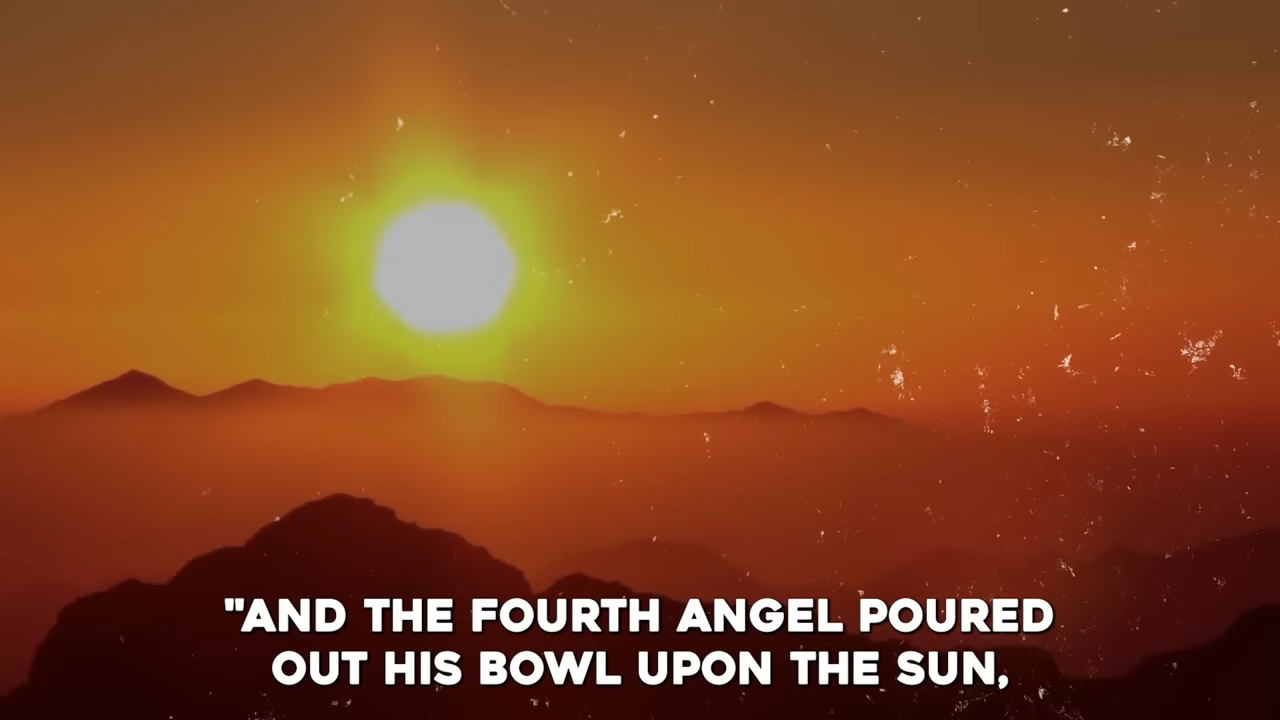 "AND THE FOURTH ANGEL POURED
OUT HIS BOWL UPON THE SUN,